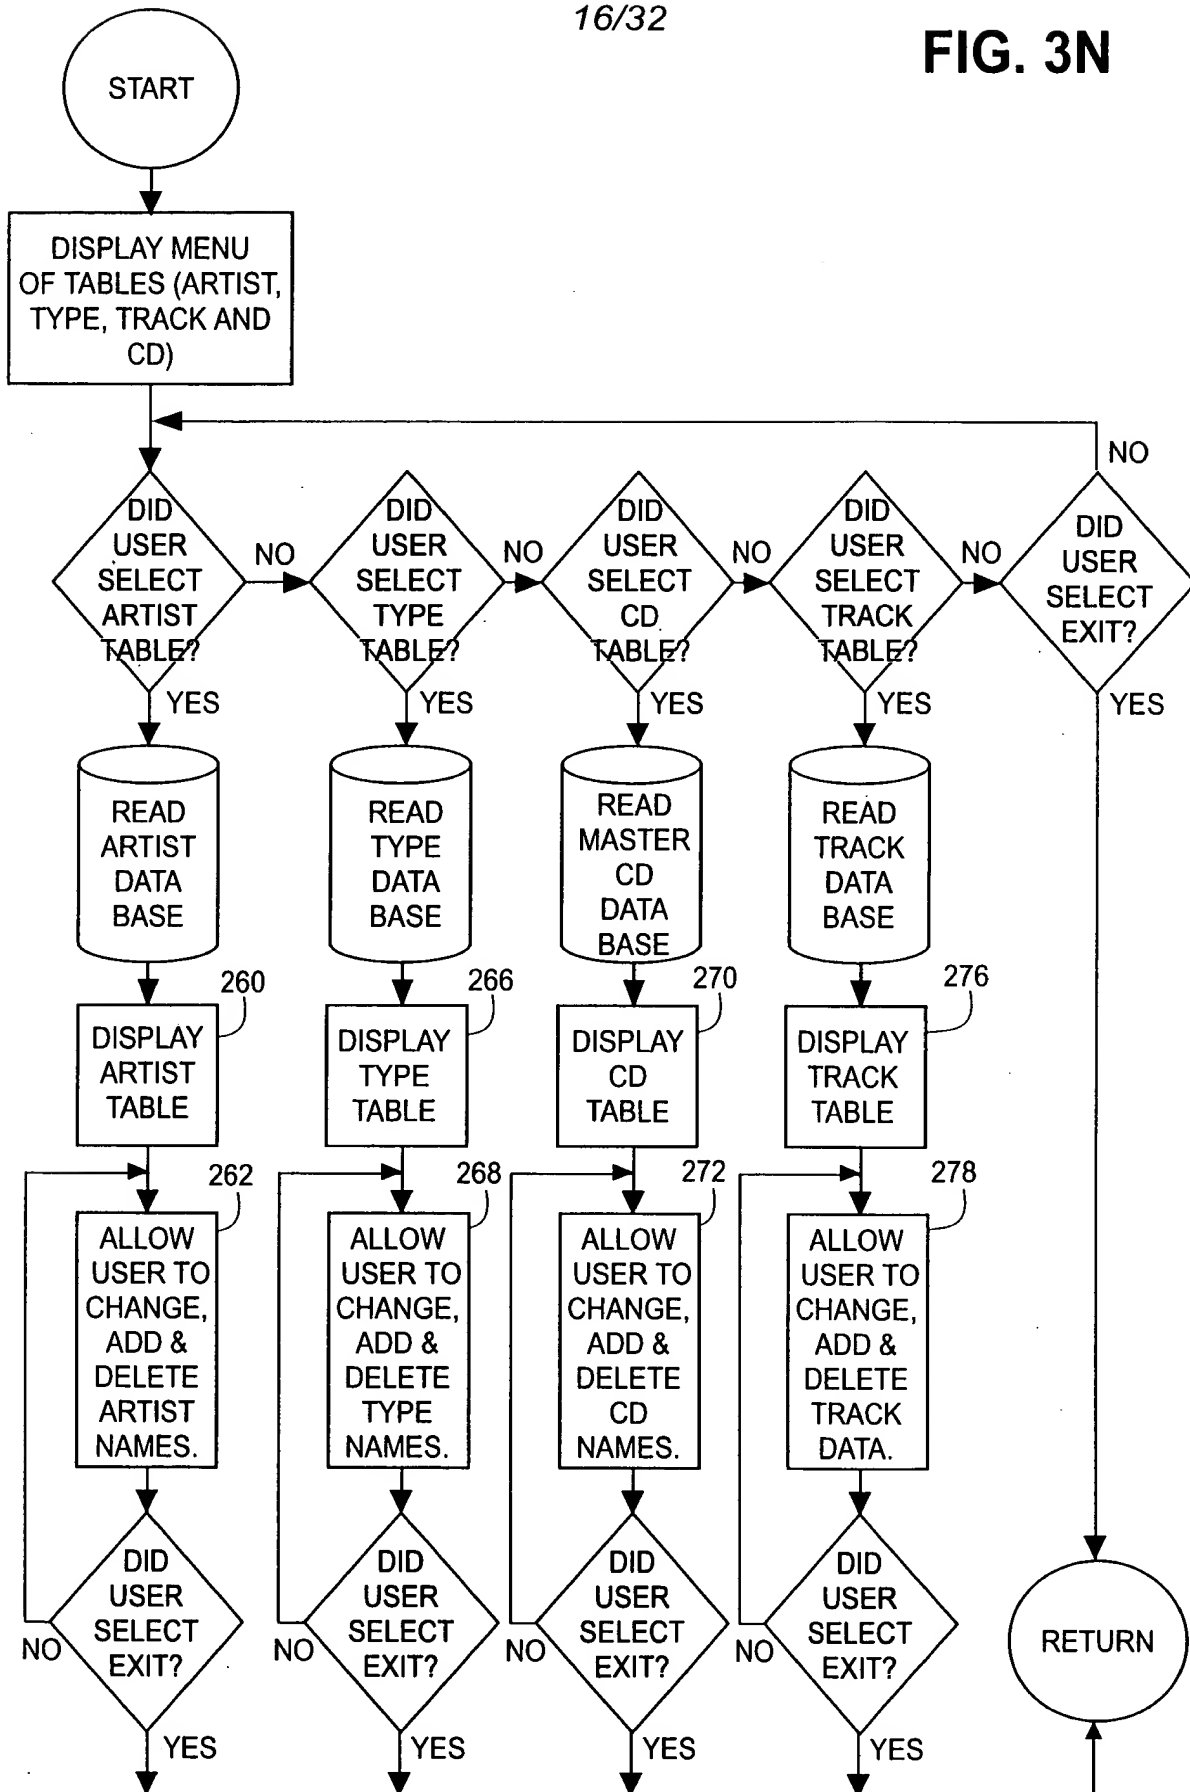 16/32
FIG. 3N
START
DISPLAY MENU
OF TABLES (ARTIST,
TYPE, TRACK AND
CD)
DID
USER
SELECT
ARTIST
TABLE?
NO
YES
DID
USER
SELECT
TYPE
TABLE?
NO
YES
DID
USER
SELECT
CD
TABLE?
NO
YES
DID
USER
SELECT
TRACK
TABLE?
NO
YES
DID
USER
SELECT
EXIT?
NO
YES
READ
ARTIST
DATA
BASE
READ
TYPE
DATA
BASE
READ
MASTER
CD
DATA
BASE
READ
TRACK
DATA
BASE
260
DISPLAY
ARTIST
TABLE
266
DISPLAY
TYPE
TABLE
270
DISPLAY
CD
TABLE
276
DISPLAY
TRACK
TABLE
262
ALLOW
USER TO
CHANGE,
ADD &
DELETE
ARTIST
NAMES.
268
ALLOW
USER TO
CHANGE,
ADD &
DELETE
TYPE
NAMES.
272
ALLOW
USER TO
CHANGE,
ADD &
DELETE
CD
NAMES.
278
ALLOW
USER TO
CHANGE,
ADD &
DELETE
TRACK
DATA.
DID
USER
SELECT
EXIT?
NO
YES
DID
USER
SELECT
EXIT?
NO
YES
DID
USER
SELECT
EXIT?
NO
YES
DID
USER
SELECT
EXIT?
NO
YES
RETURN